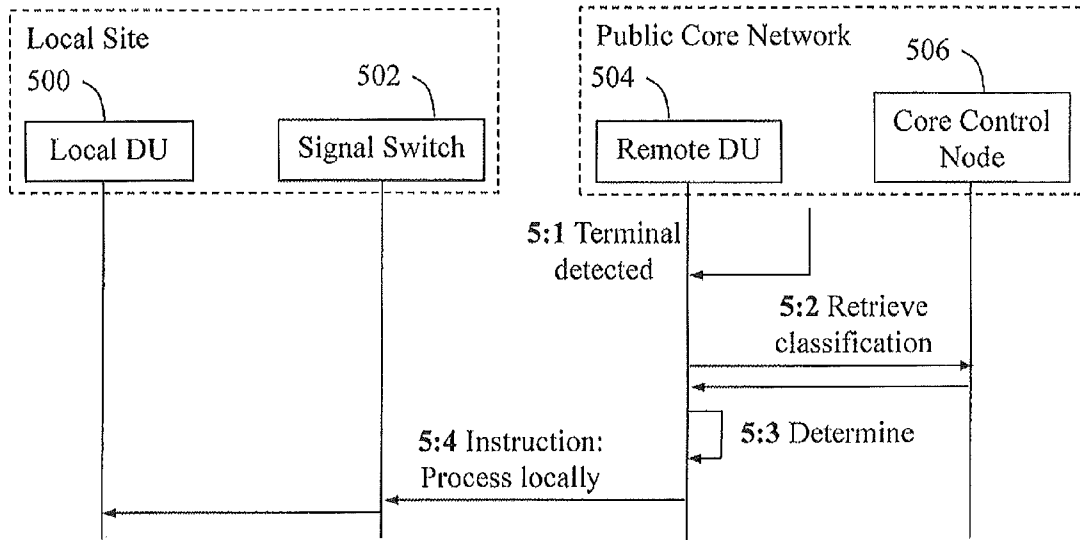 Local Site
500
502
Local DU
Signal Switch
Public Core Network
504
506
Remote DU
Core Control
Node
5:1 Terminal
detected
5:2 Retrieve
classification
5:3 Determine
5:4 Instruction:
Process locally